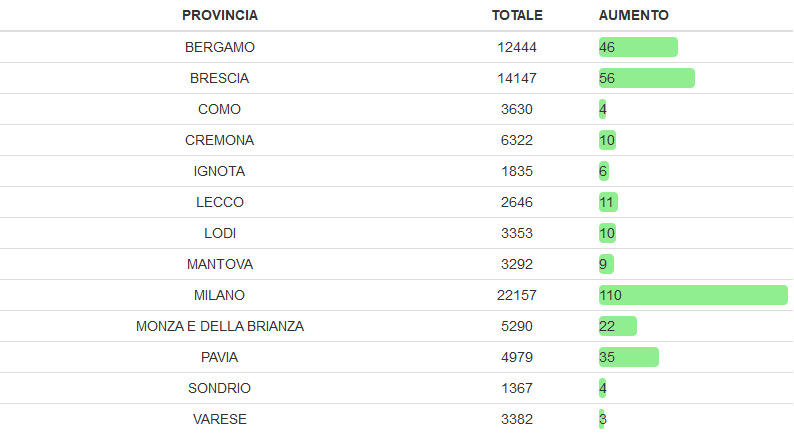 PROVINCIA TOTALE AUMENTO
BERGAMO 12444 46
BRESCIA 14147 56
COMO 3630 4
CREMONA 6322 10
IGNOTA 1835 6
LECCO 2646 11
LODI 3353 10
MANTOVA 3292 9
MILANO 22157 110
MONZA E DELLA BRIANZA 5290 22
PAVIA 4979 35
SONDRIO 1367 4
VARESE 3382 3